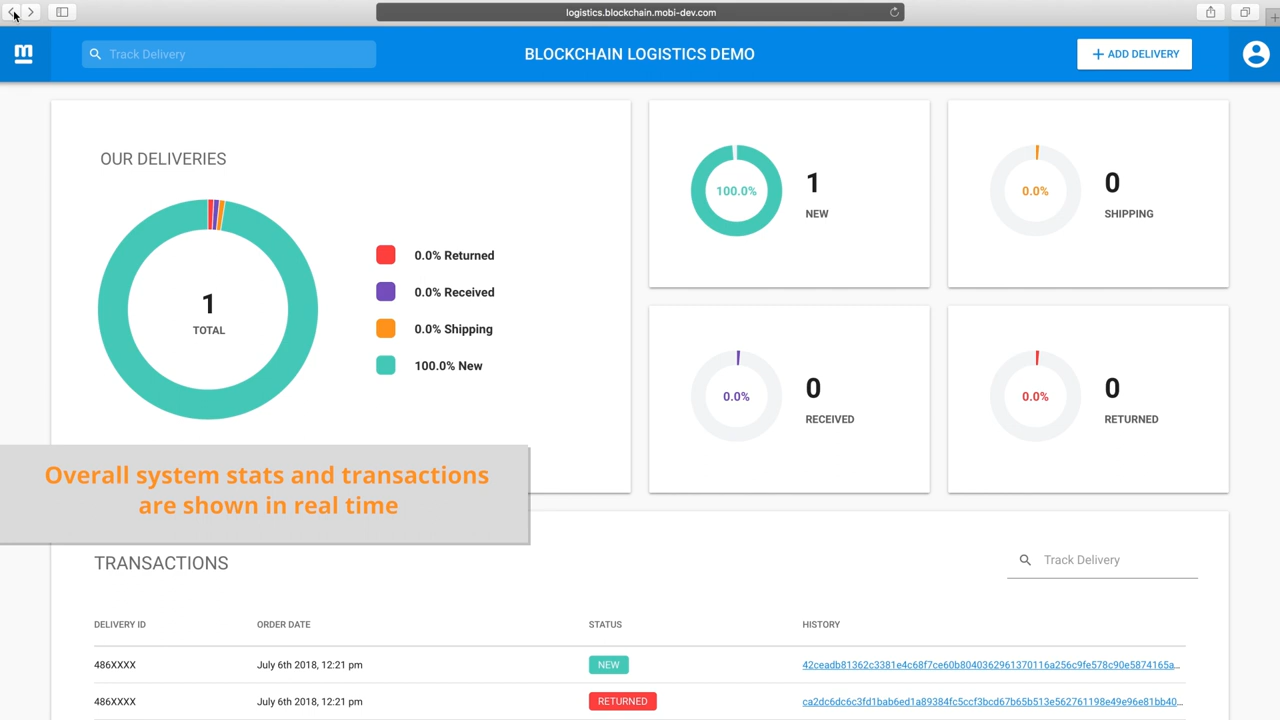 logistics.blockchain.mobi-dev.com
m
Track Delivery
BLOCKCHAIN LOGISTICS DEMO
+ ADD DELIVERY
OUR DELIVERIES
1
TOTAL
0.0% Returned
0.0% Received
0.0% Shipping
100.0% New
100.0%
1
NEW
0.0%
0
SHIPPING
0.0%
0
RECEIVED
0.0%
0
RETURNED
Overall system stats and transactions
are shown in real time
TRANSACTIONS
Track Delivery
DELIVERY ID ORDER DATE STATUS HISTORY
486XXXX July 6th 2018, 12:21 pm NEW 42ceadb81362c3381e4c68f7ce60b8040362961370116a256c9fe578c90e5874165a...
486XXXX July 6th 2018, 12:21 pm RETURNED ca2dc6dc6c3fd1bab6ed1a89384fc5ccf3bcd67b65b513e562761198e49e96e81bb40...